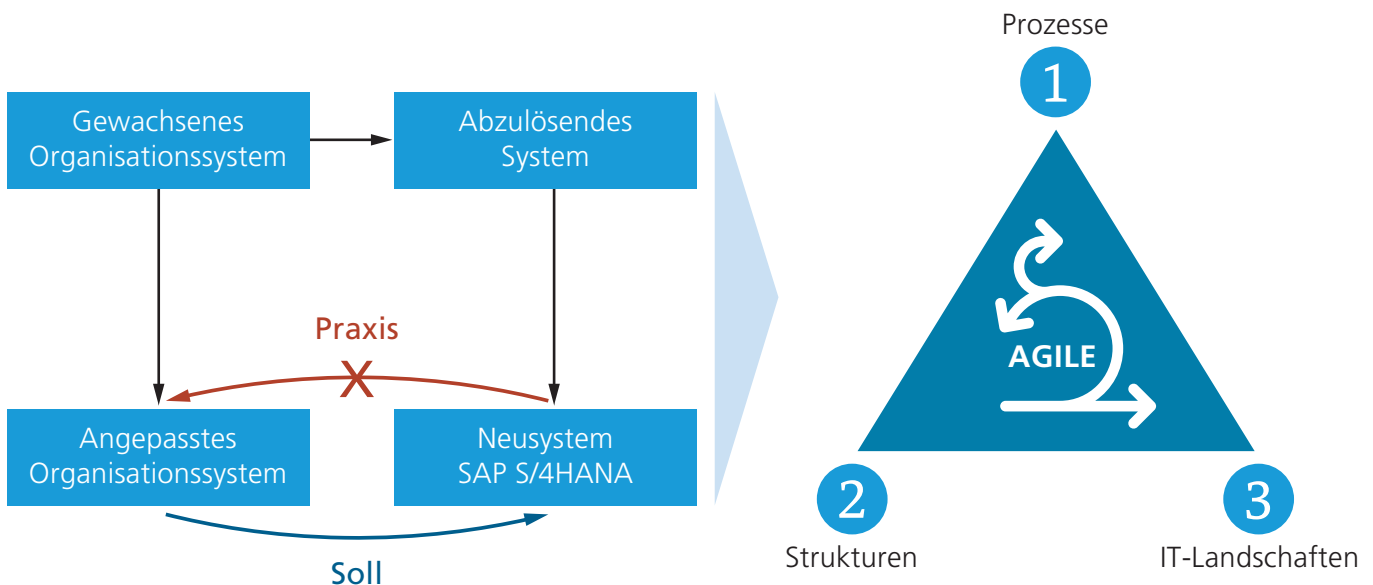 Gewachsenes
Organisationssystem
Abzulösendes
System
Praxis
X
Angepasstes
Organisationssystem
Neusystem
SAP S/4HANA
Soll
Prozesse
1
AGILE
2
Strukturen
3
IT-Landschaften